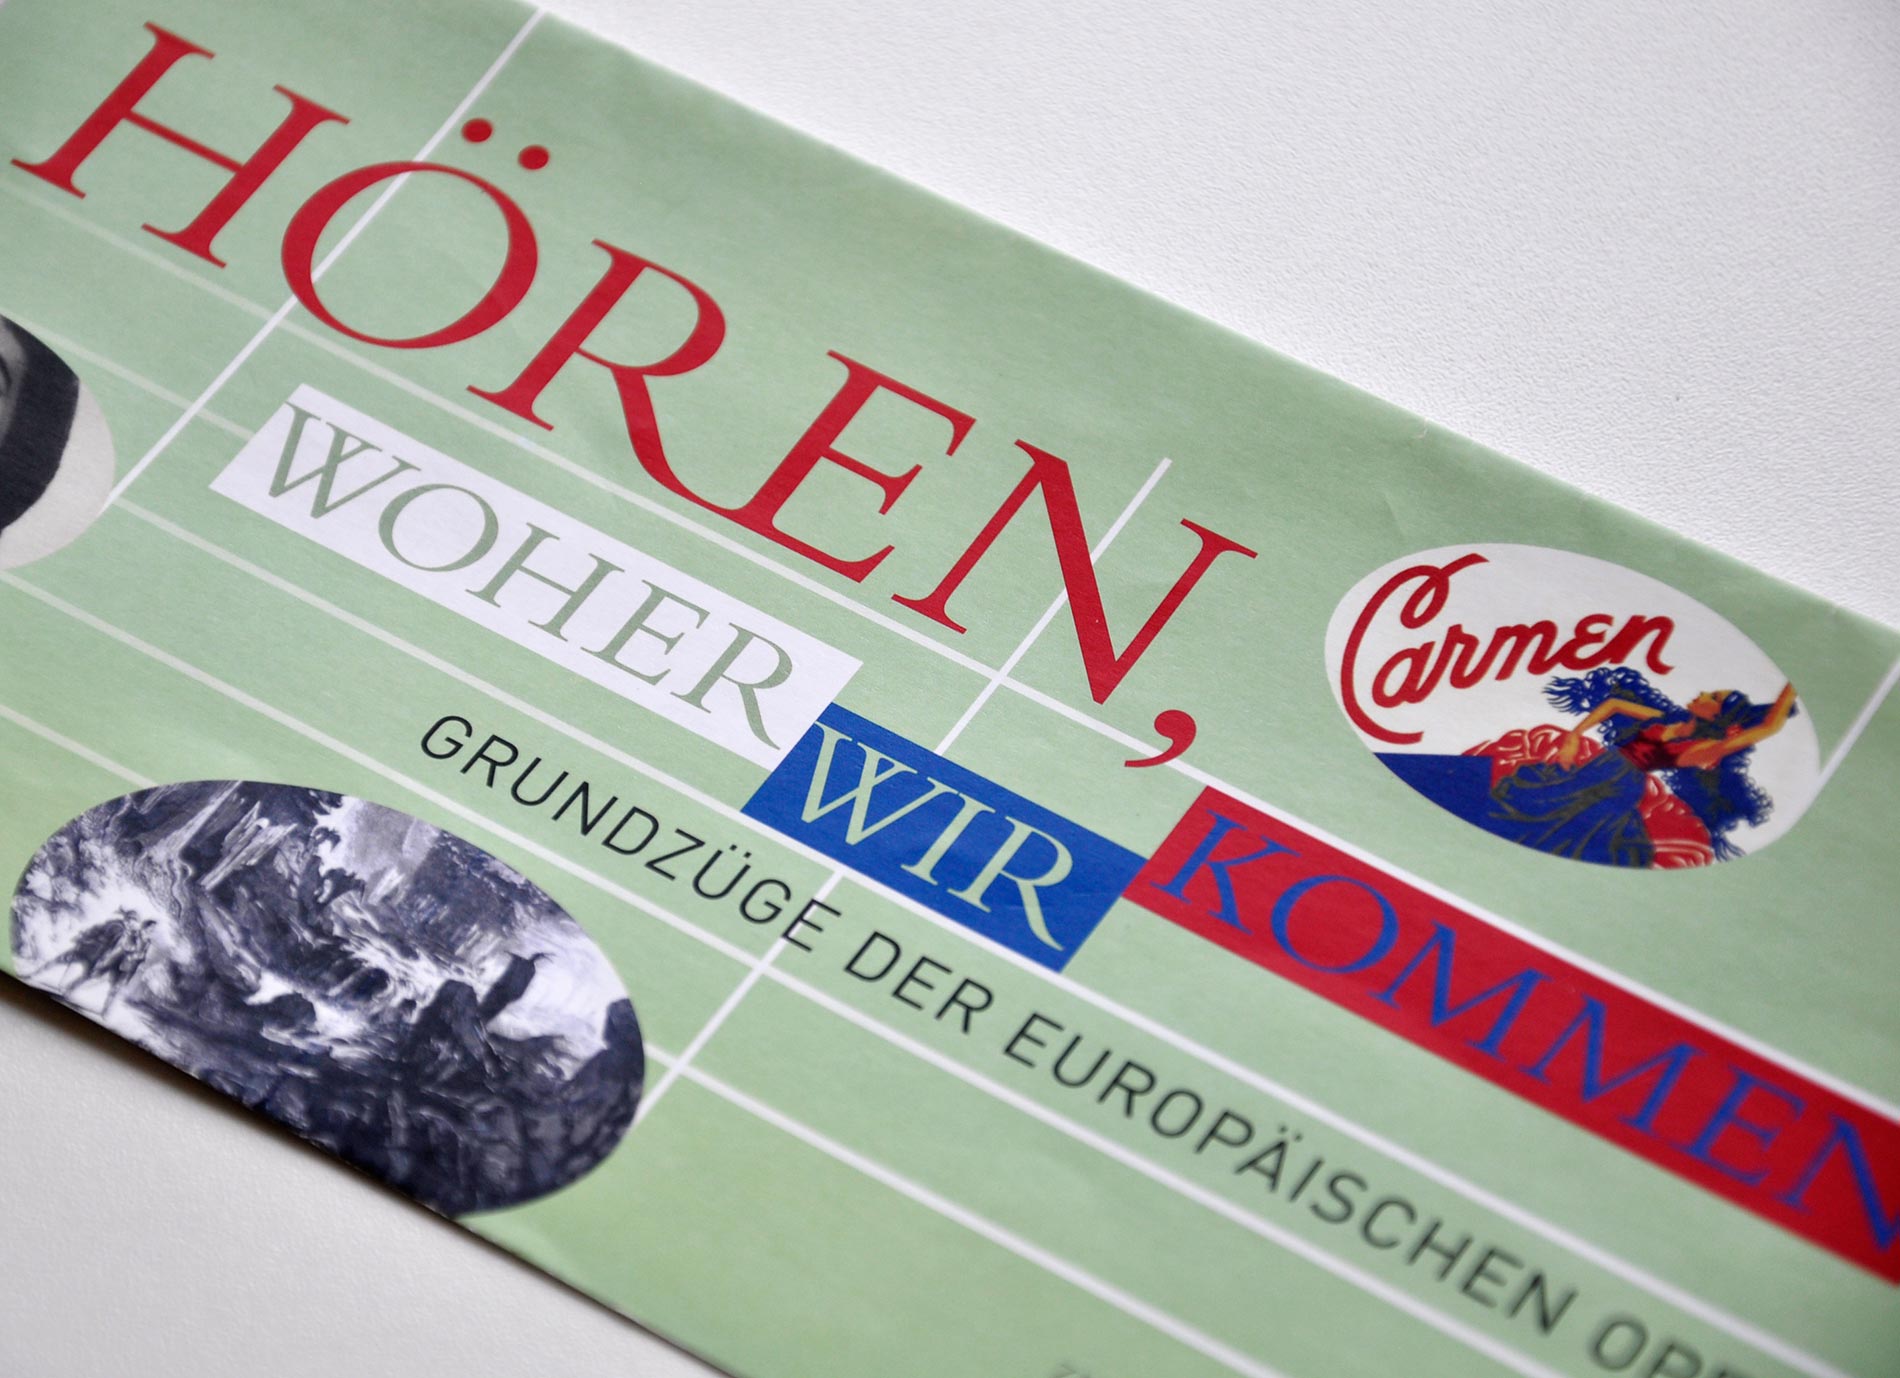 HÖREN,
WOHER WIR KOMMEN
GRUNDZÜGE DER EUROPÄISCHEN
Carmen